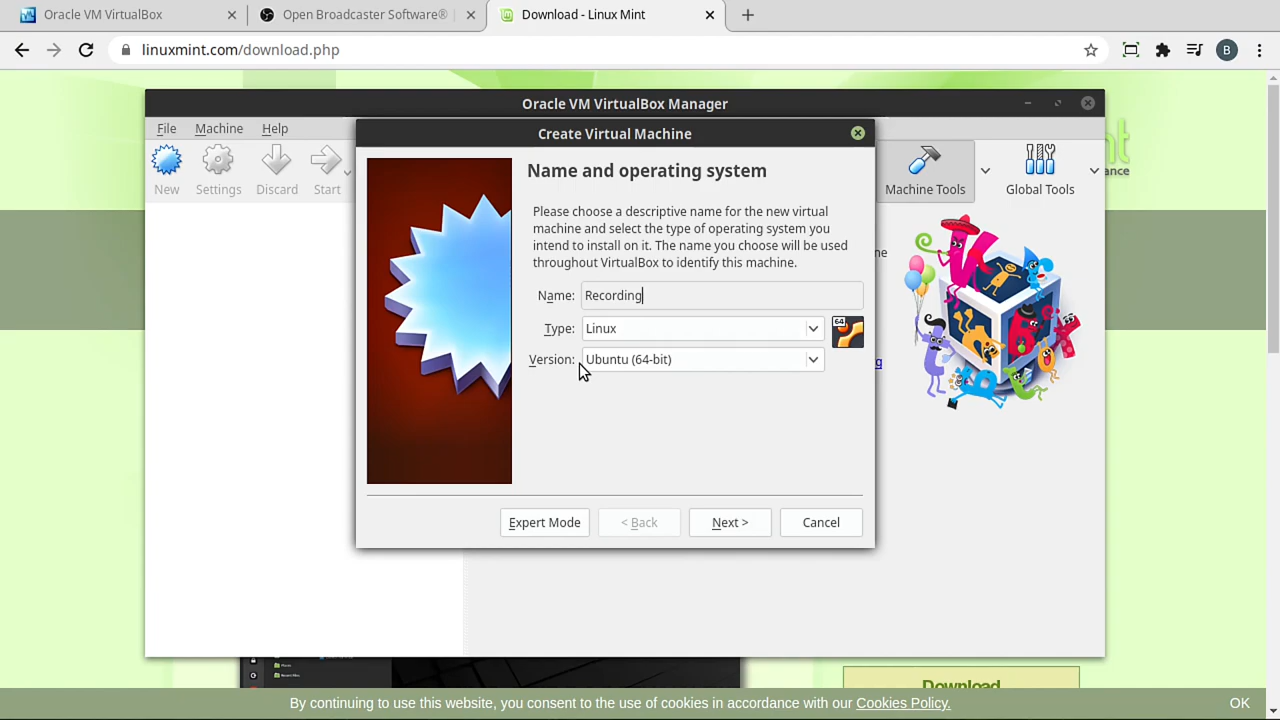 Oracle VM VirtualBox
Open Broadcaster Software®
Download - Linux Mint
linuxmint.com/download.php
B
Oracle VM VirtualBox Manager
File Machine Help
New Settings Discard Start
Machine Tools Global Tools
Create Virtual Machine
Name and operating system
Please choose a descriptive name for the new virtual
machine and select the type of operating system you
intend to install on it. The name you choose will be used
throughout VirtualBox to identify this machine.
Name: Recording
Type: Linux
64
Version: Ubuntu (64-bit)
Expert Mode < Back Next > Cancel
Download
By continuing to use this website, you consent to the use of cookies in accordance with our Cookies Policy.
OK